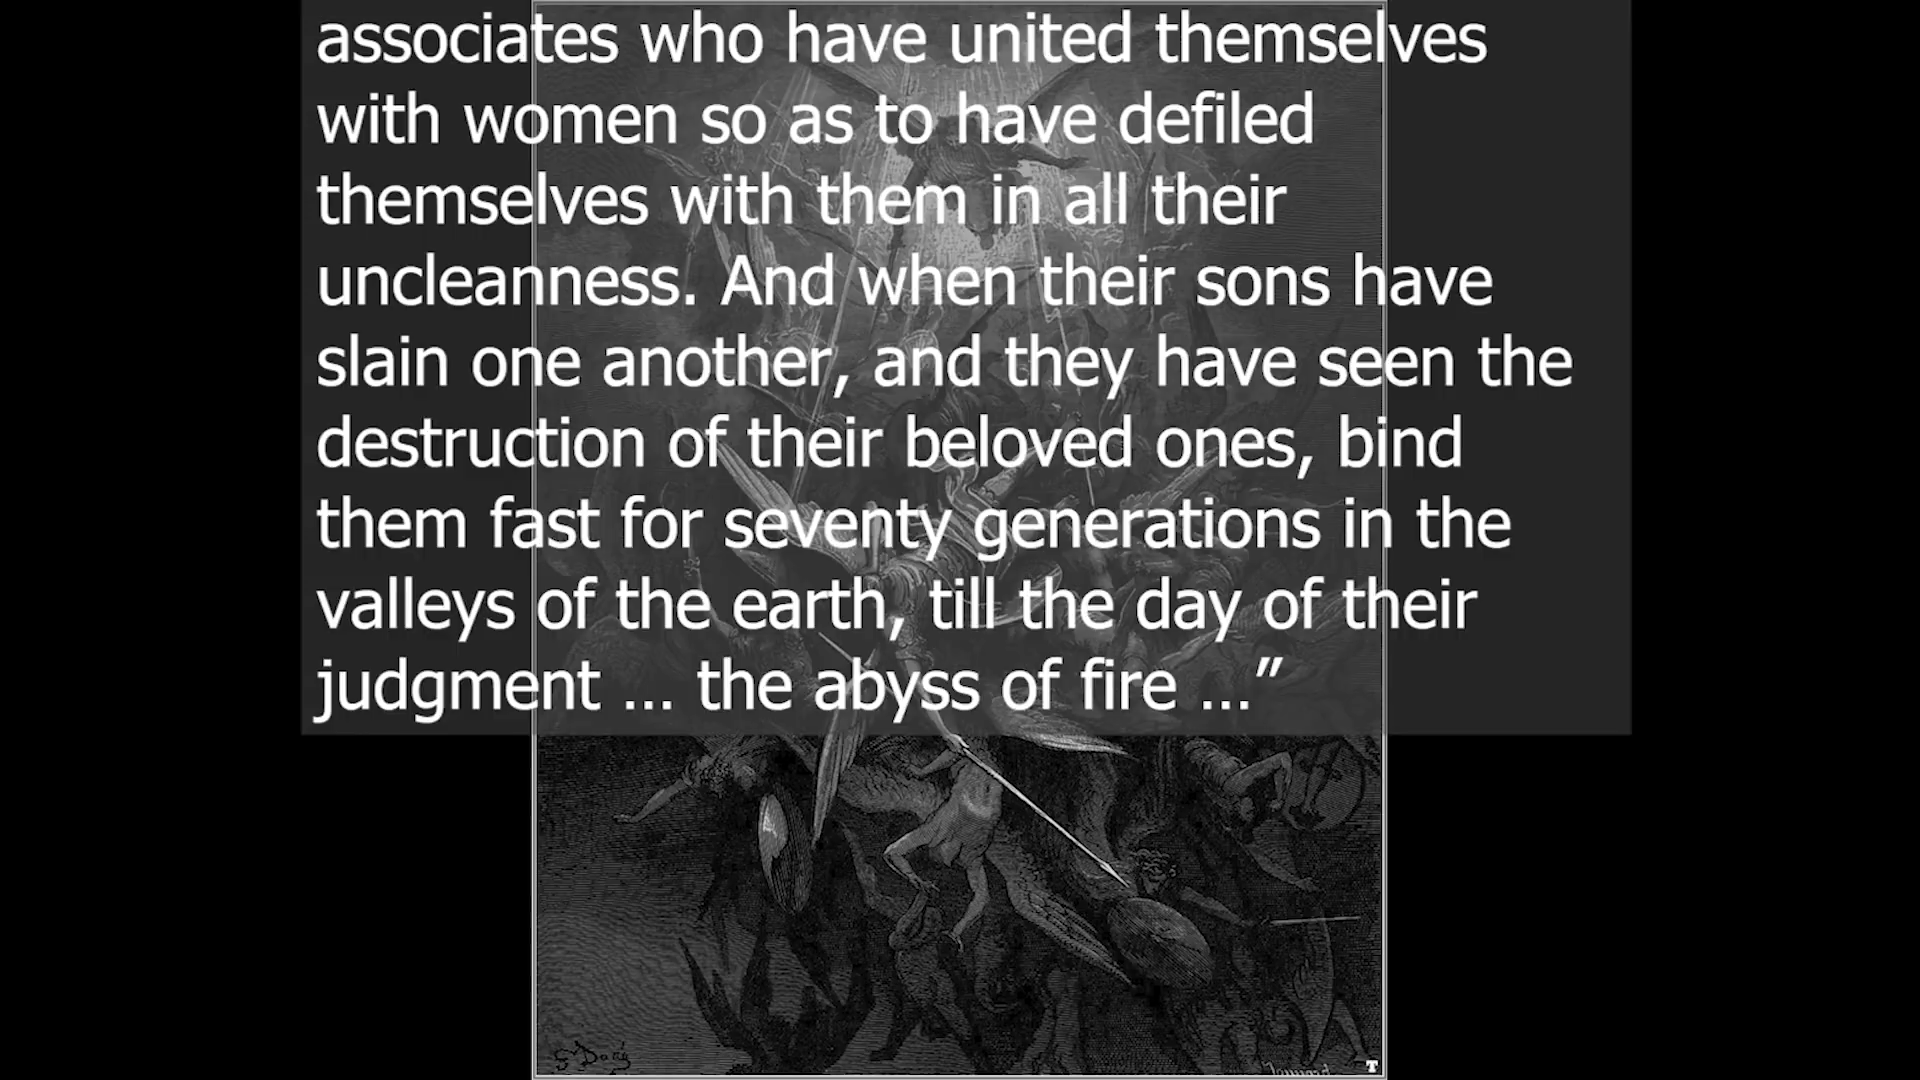 associates who have united themselves
with women so as to have defiled
themselves with them in all their
uncleanness. And when their sons have
slain one another, and they have seen the
destruction of their beloved ones, bind
them fast for seventy generations in the
valleys of the earth, till the day of their
judgment ... the abyss of fire ...”
G Doré
T